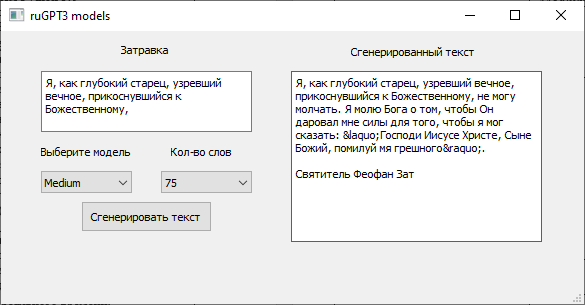 ruGPT3 models
Затравка
Я, как глубокий старец, узревший
вечное, прикоснувшийся к
Божественному,
Выберите модель
Кол-во слов
Medium
75
Сгенерировать текст
Сгенерированный текст
Я, как глубокий старец, узревший вечное,
прикоснувшийся к Божественному, не могу
молчать. Я молю Бога о том, чтобы Он
даровал мне силы для того, чтобы я мог
сказать: &laquo;Господи Иисусе Христе, Сыне
Божий, помилуй мя грешного&raquo;.
Святитель Феофан Зат